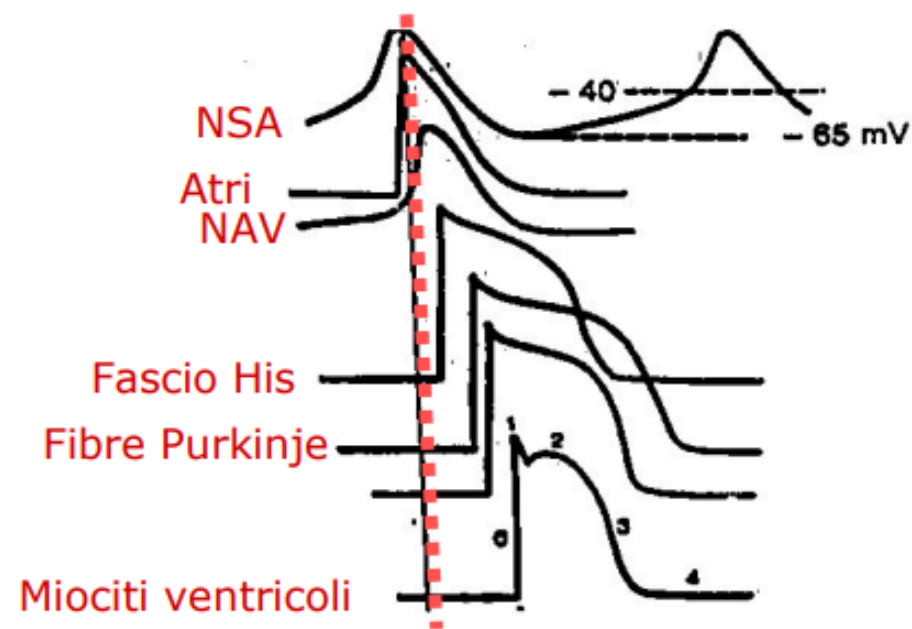 - 40
NSA
- 65 mV
Atri
NAV
Fascio His
Fibre Purkinje
1
2
0
3
4
Miociti ventricoli